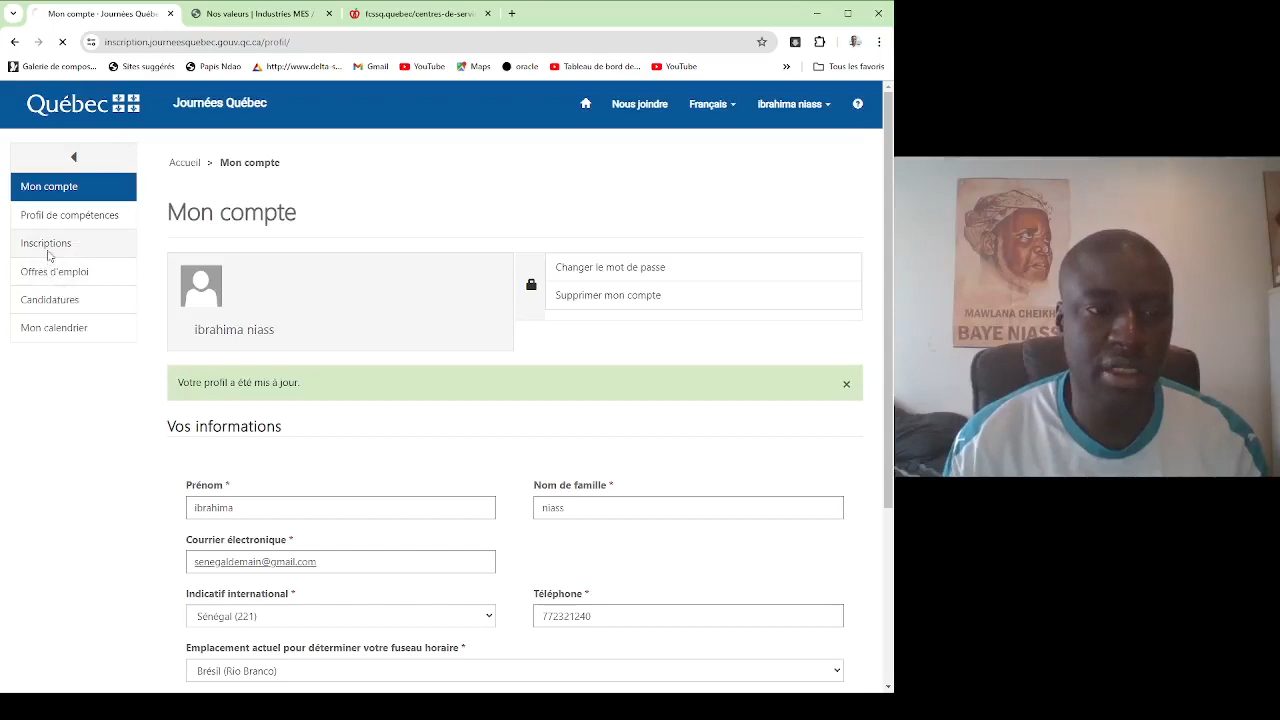 Mon compte · Journées Québe
Nos valeurs | Industries MES /
fcssq.quebec/centres-de-servi
inscription.journeesquebec.gouv.qc.ca/profil/
Galerie de compos...
Sites suggérés
Papis Ndao
http://www.delta-s...
Gmail
YouTube
Maps
oracle
Tableau de bord de...
YouTube
Tous les favoris
Québec
Journées Québec
Nous joindre
Français
ibrahima niass
Mon compte
Profil de compétences
Inscriptions
Offres d'emploi
Candidatures
Mon calendrier
Accueil > Mon compte
Mon compte
ibrahima niass
Changer le mot de passe
Supprimer mon compte
Votre profil a été mis à jour.
Vos informations
Prénom *
ibrahima
Nom de famille *
niass
Courrier électronique *
senegaldemain@gmail.com
Indicatif international *
Sénégal (221)
Téléphone *
772321240
Emplacement actuel pour déterminer votre fuseau horaire *
Brésil (Rio Branco)
MAWLANA CHEIKH
BAYE NIASS